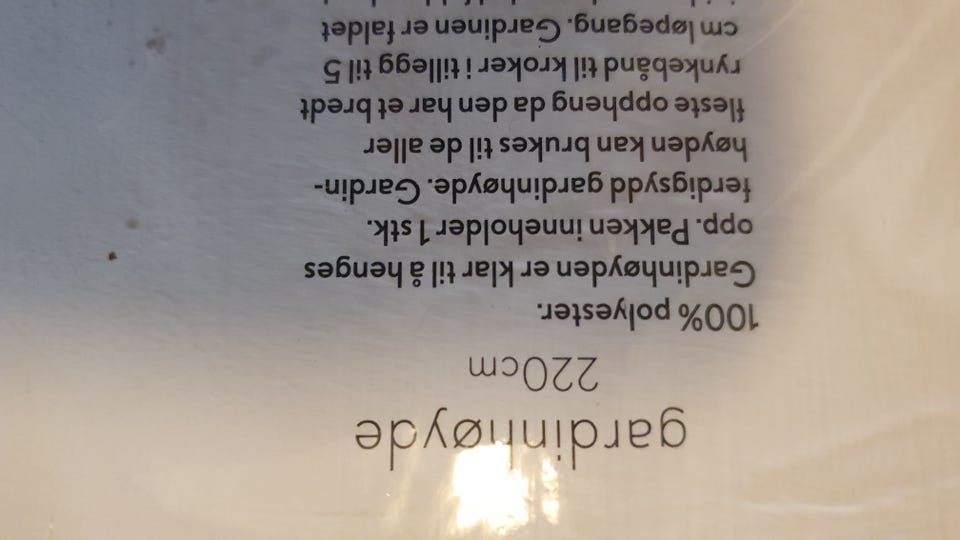 gardinhøyde
220cm
100% polyester.
Gardinhøyden er klar til å henges
opp. Pakken inneholder 1 stk.
ferdigsydd gardinhøyde. Gardin-
høyden kan brukes til de aller
fleste oppheng da den har et bredt
rynkebånd til kroker i tillegg til 5
cm løpegang. Gardinen er faldet